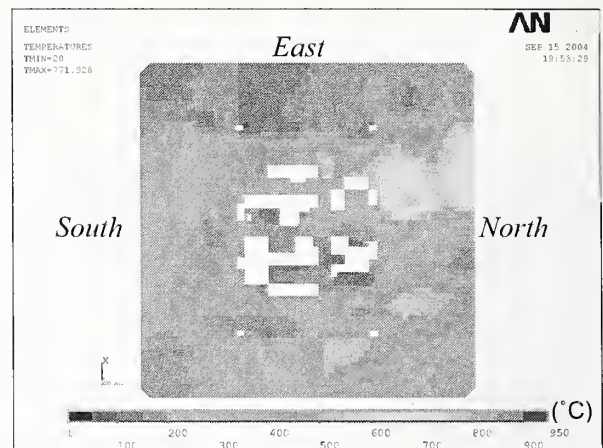 ELEMENTS
TEMPERATURES
TMIN=20
TMAX=771.928
AN
SEP 15 2004
19:53:29
East
South
North
X
200 400 600 800 950
100 300 500 700 900
(°C)